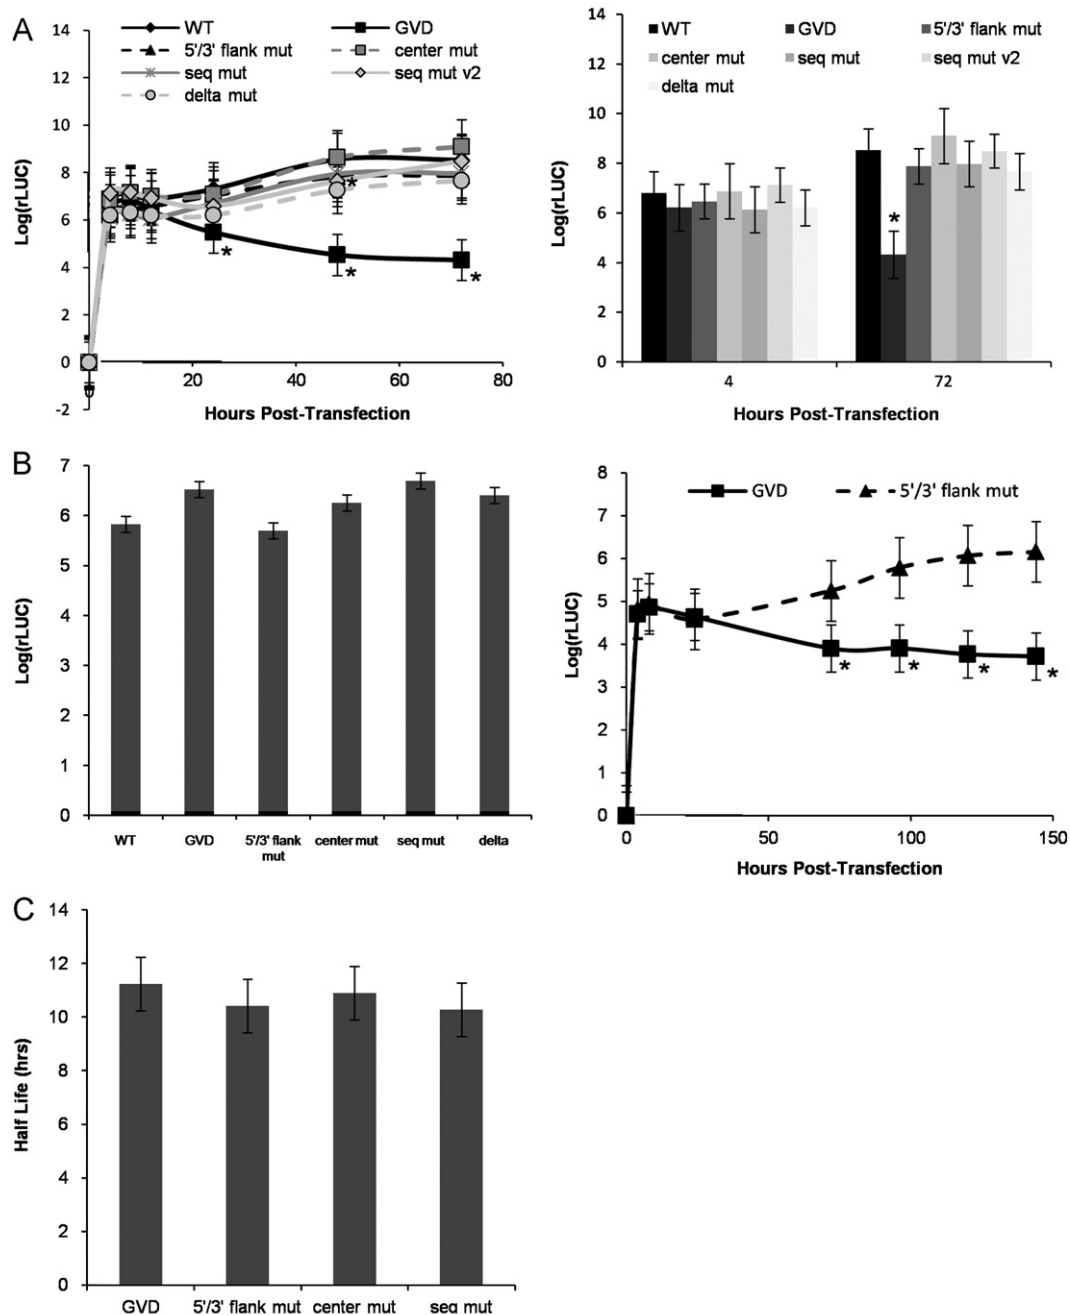 A
WT GVD
5'/3' flank mut center mut
seq mut seq mut v2
delta mut
Log(rLUC)
14
12
10
8
6
4
2
0
-2
20 40 60 80
* * * *
Hours Post-Transfection
WT GVD 5'/3' flank mut
center mut seq mut seq mut v2
delta mut
Log(rLUC)
14
12
10
8
6
4
2
0
*
4 72
Hours Post-Transfection
B
Log(rLUC)
7
6
5
4
3
2
1
0
WT GVD 5'/3' flank mut center mut seq mut delta
GVD 5'/3' flank mut
Log(rLUC)
8
7
6
5
4
3
2
1
0
* * * *
0 50 100 150
Hours Post-Transfection
C
Half Life (hrs)
14
12
10
8
6
4
2
0
GVD 5'/3' flank mut center mut seq mut